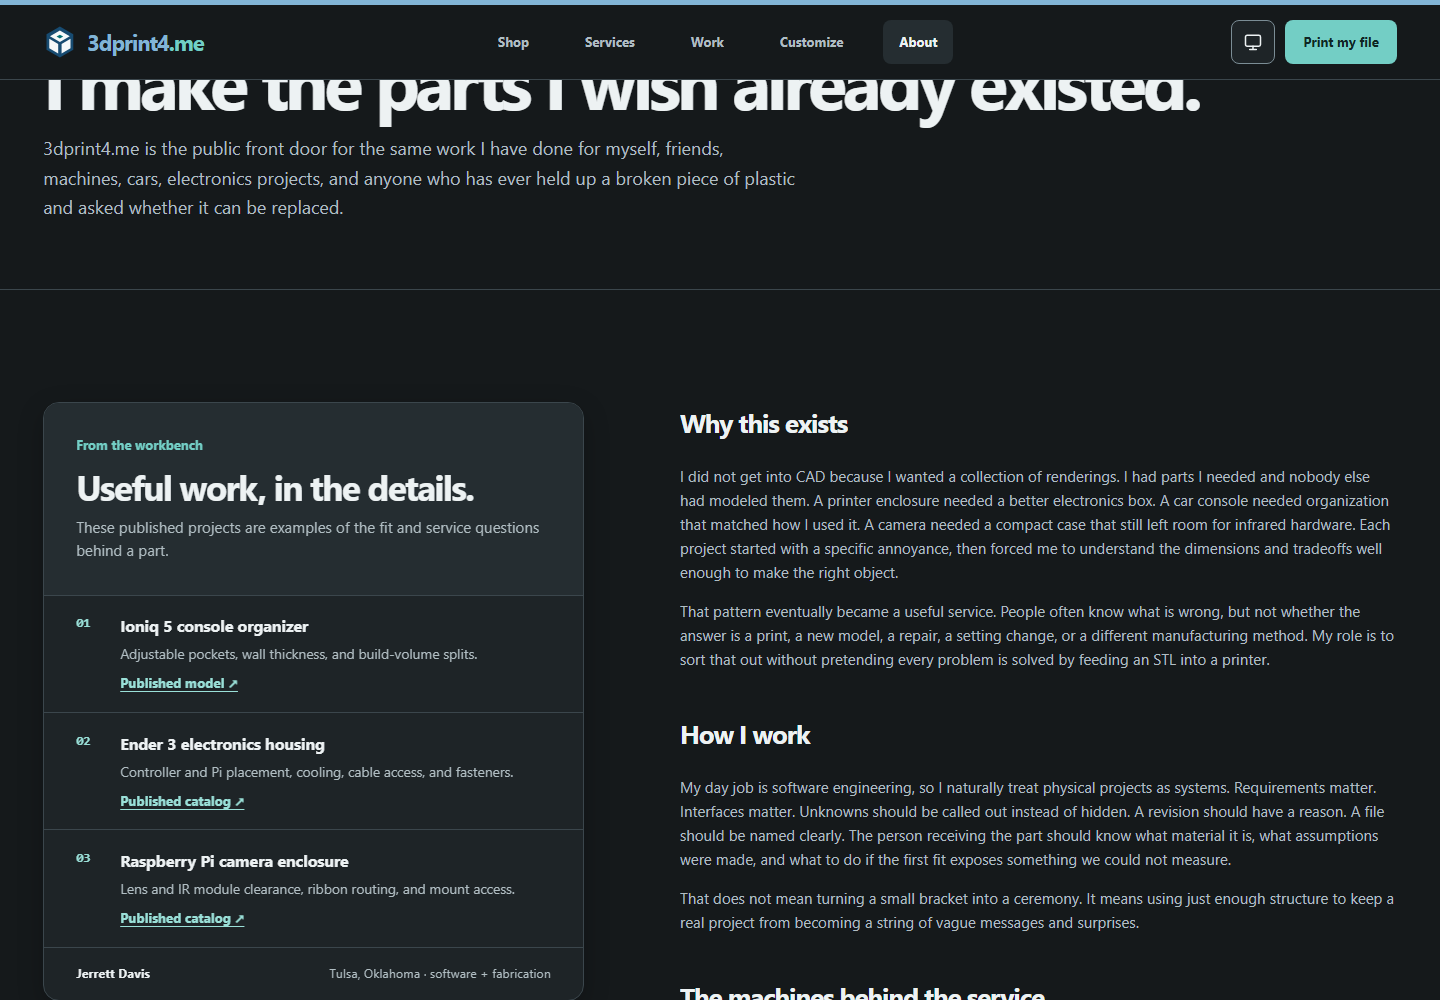 3dprint4.me
Shop
Services
Work
Customize
About
Print my file
I make the parts I wish already existed.
3dprint4.me is the public front door for the same work I have done for myself, friends,
machines, cars, electronics projects, and anyone who has ever held up a broken piece of plastic
and asked whether it can be replaced.
From the workbench
Useful work, in the details.
These published projects are examples of the fit and service questions
behind a part.
01
Ioniq 5 console organizer
Adjustable pockets, wall thickness, and build-volume splits.
Published model ↗
02
Ender 3 electronics housing
Controller and Pi placement, cooling, cable access, and fasteners.
Published catalog ↗
03
Raspberry Pi camera enclosure
Lens and IR module clearance, ribbon routing, and mount access.
Published catalog ↗
Jerrett Davis
Tulsa, Oklahoma · software + fabrication
Why this exists
I did not get into CAD because I wanted a collection of renderings. I had parts I needed and nobody else
had modeled them. A printer enclosure needed a better electronics box. A car console needed organization
that matched how I used it. A camera needed a compact case that still left room for infrared hardware. Each
project started with a specific annoyance, then forced me to understand the dimensions and tradeoffs well
enough to make the right object.
That pattern eventually became a useful service. People often know what is wrong, but not whether the
answer is a print, a new model, a repair, a setting change, or a different manufacturing method. My role is to
sort that out without pretending every problem is solved by feeding an STL into a printer.
How I work
My day job is software engineering, so I naturally treat physical projects as systems. Requirements matter.
Interfaces matter. Unknowns should be called out instead of hidden. A revision should have a reason. A file
should be named clearly. The person receiving the part should know what material it is, what assumptions
were made, and what to do if the first fit exposes something we could not measure.
That does not mean turning a small bracket into a ceremony. It means using just enough structure to keep a
real project from becoming a string of vague messages and surprises.
The machines behind the service